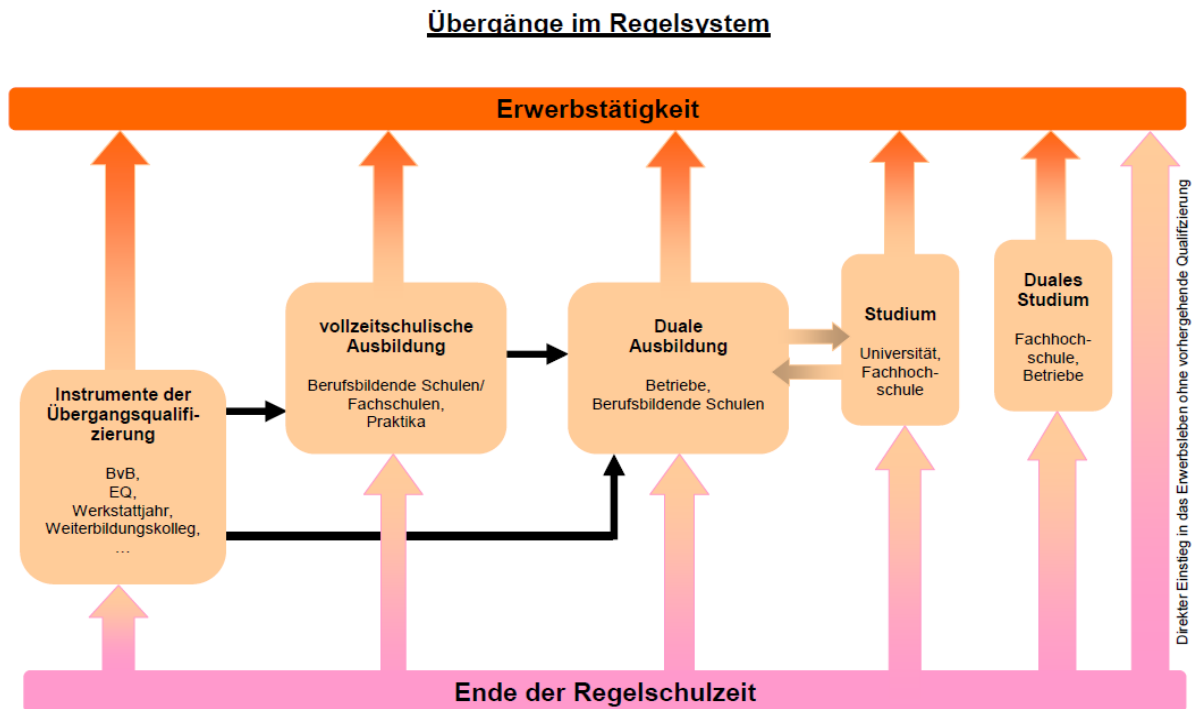 Übergänge im Regelsystem
Erwerbstätigkeit
Instrumente der
Übergangsqualifi-
zierung
BvB,
EQ,
Werkstattjahr,
Weiterbildungskolleg,
...
vollzeitschulische
Ausbildung
Berufsbildende Schulen/
Fachschulen,
Praktika
Duale
Ausbildung
Betriebe,
Berufsbildende Schulen
Studium
Universität,
Fachhoch-
schule
Duales
Studium
Fachhoch-
schule,
Betriebe
Direkter Einstieg in das Erwerbsleben ohne vorhergehende Qualifizierung
Ende der Regelschulzeit